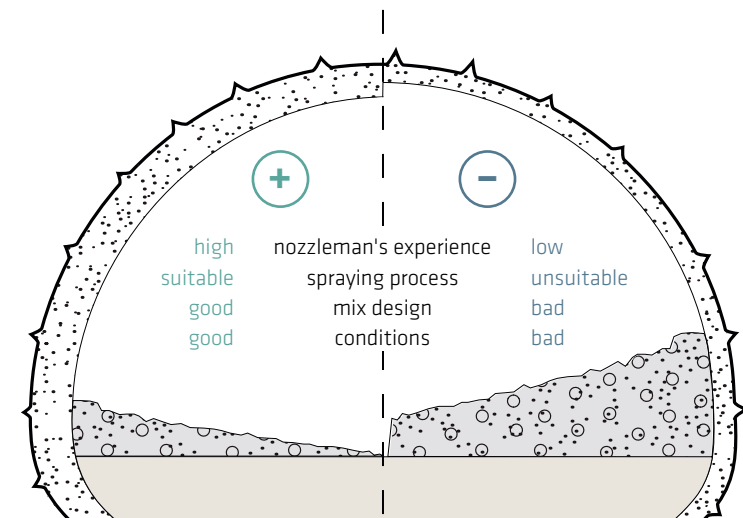 + −
high nozzleman's experience low
suitable spraying process unsuitable
good mix design bad
good conditions bad